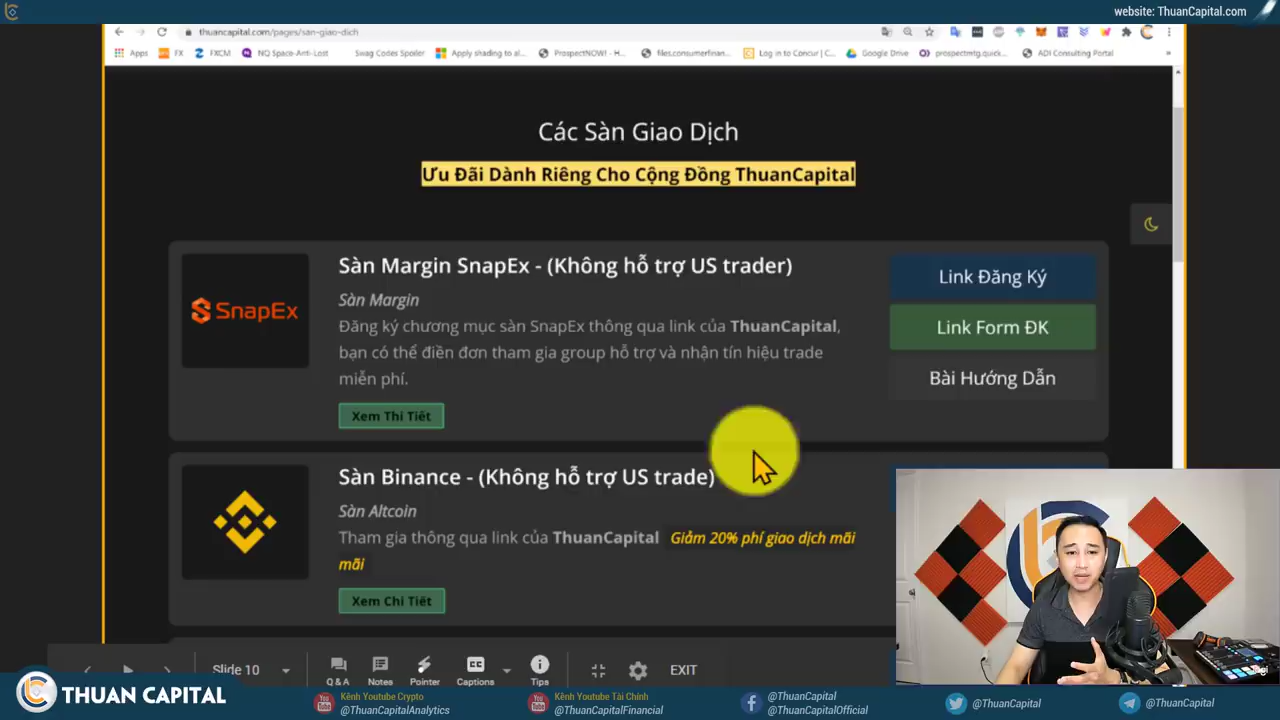 website: ThuanCapital.com
thuancapital.com/pages/san-giao-dich
Apps
FX
FXCM
NQ Space-Anti-Lost
Swag Codes Spoiler
Apply shading to al...
ProspectNOW! - H...
files.consumerfinan...
Log in to Concur | C...
Google Drive
prospectmtg.quick...
ADI Consulting Portal
»
Các Sàn Giao Dịch
Ưu Đãi Dành Riêng Cho Cộng Đồng ThuanCapital
SnapEx
Sàn Margin SnapEx - (Không hỗ trợ US trader)
Sàn Margin
Đăng ký chương mục sàn SnapEx thông qua link của ThuanCapital,
bạn có thể điền đơn tham gia group hỗ trợ và nhận tín hiệu trade
miễn phí.
Xem Thi Tiết
Link Đăng Ký
Link Form ĐK
Bài Hướng Dẫn
Sàn Binance - (Không hỗ trợ US trade)
Sàn Altcoin
Tham gia thông qua link của ThuanCapital Giảm 20% phí giao dịch mãi
mãi
Xem Chi Tiết
Slide 10
Q & A
Notes
Pointer
CC
Captions
Tips
EXIT
THUAN CAPITAL
Kênh Youtube Crypto
@ThuanCapitalAnalytics
Kênh Youtube Tài Chính
@ThuanCapitalFinancial
@ThuanCapital
@ThuanCapitalOfficial
@ThuanCapital
@ThuanCapital